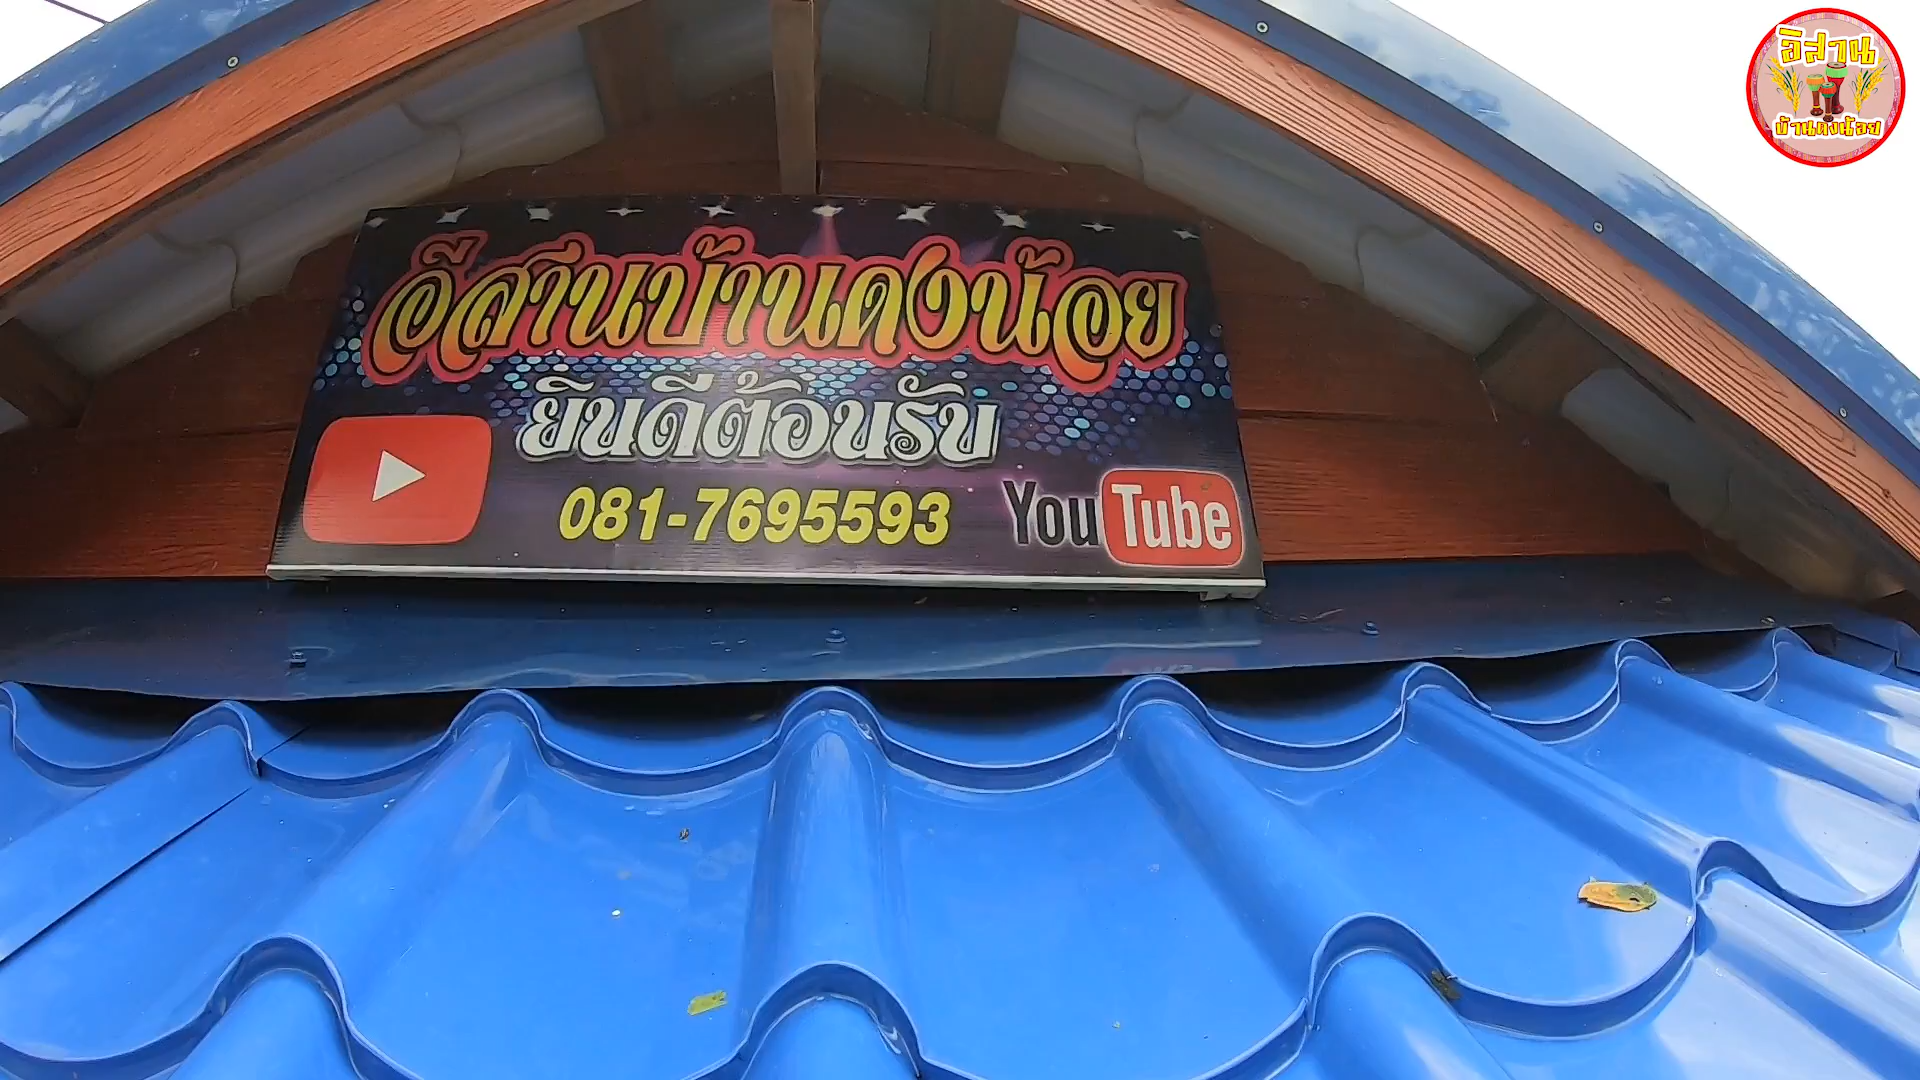 อีสานบ้านดงน้อย
ยินดีต้อนรับ
081-7695593
YouTube
อีสาน
บ้านดงน้อย